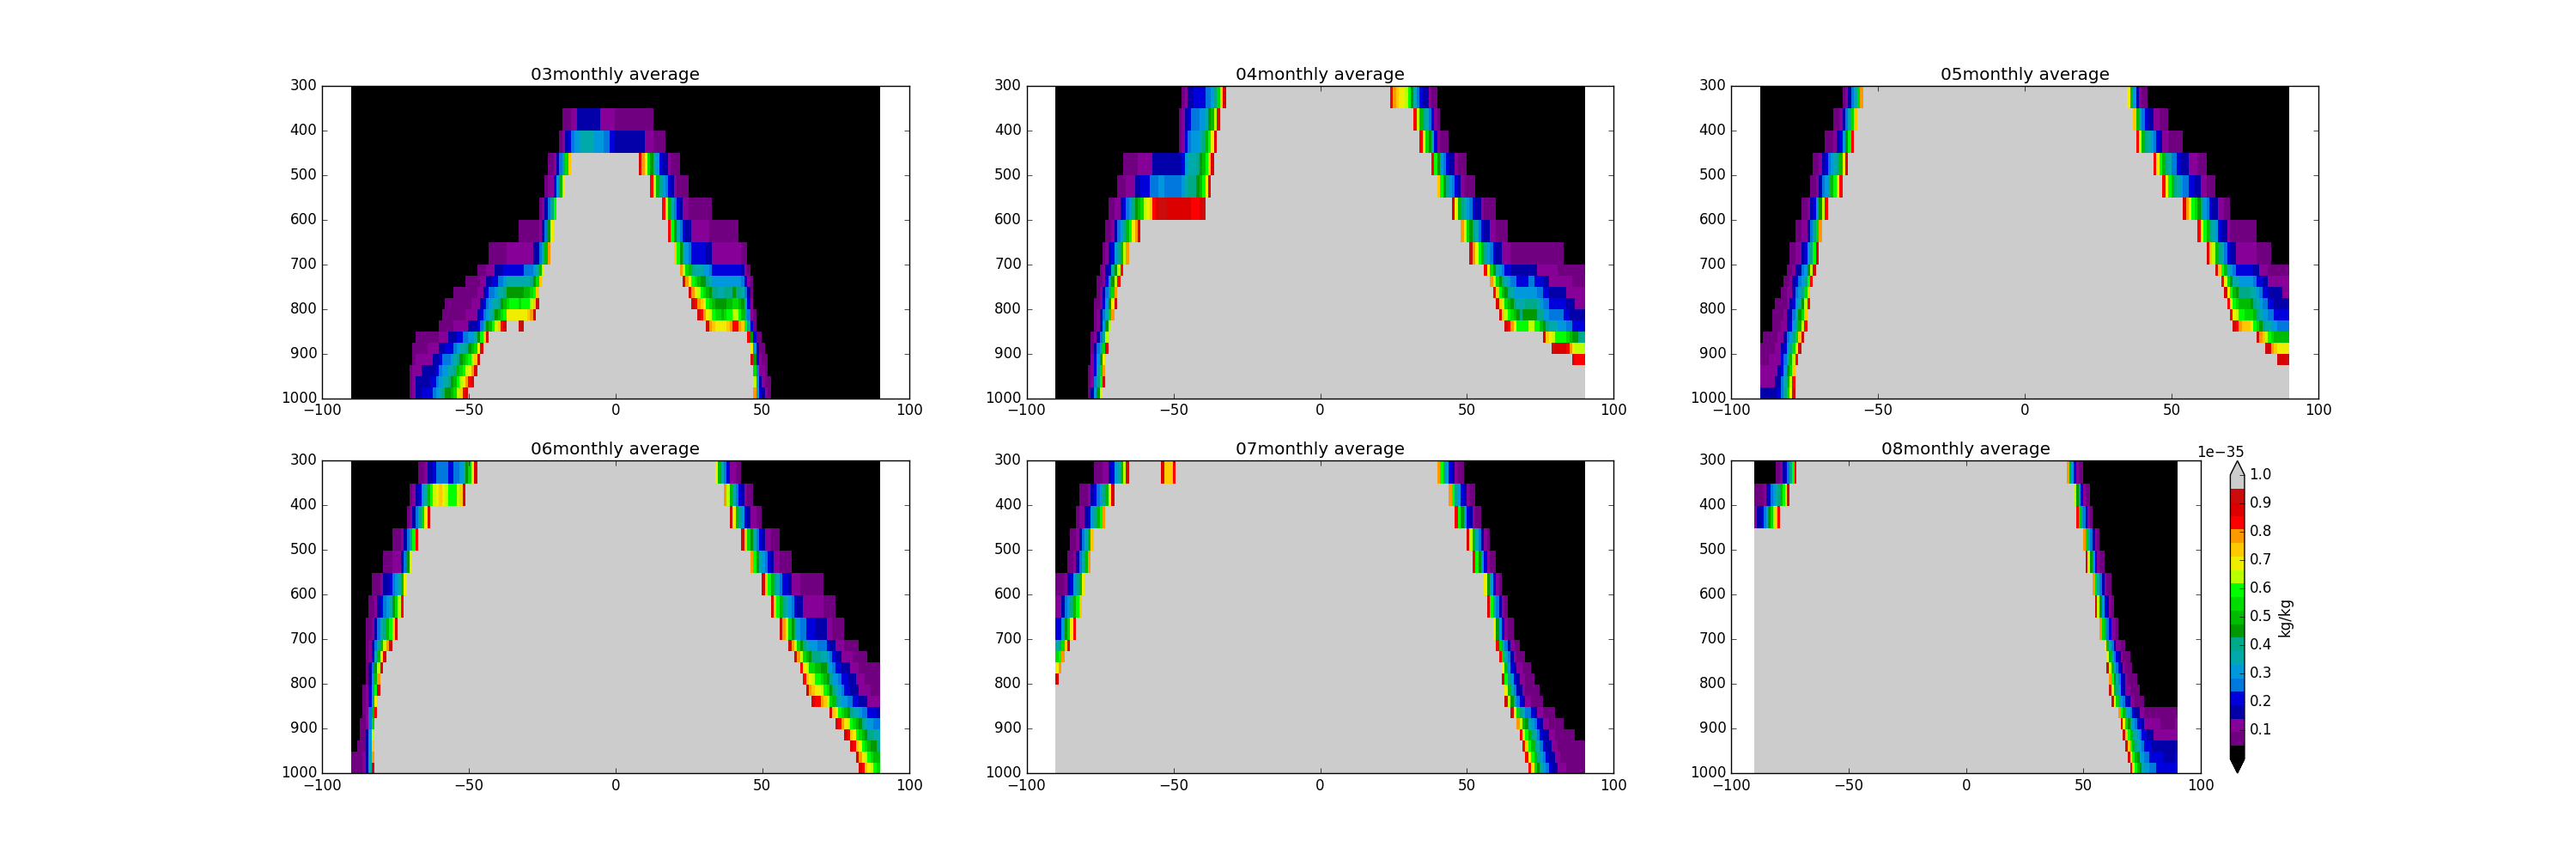 03monthly average
04monthly average
05monthly average
300 400 500 600 700 800 900 1000
−100 −50 0 50 100
300 400 500 600 700 800 900 1000
−100 −50 0 50 100
300 400 500 600 700 800 900 1000
−100 −50 0 50 100
06monthly average
07monthly average
08monthly average
300 400 500 600 700 800 900 1000
−100 −50 0 50 100
300 400 500 600 700 800 900 1000
−100 −50 0 50 100
300 400 500 600 700 800 900 1000
−100 −50 0 50 100
1e−35
1.0
0.9
0.8
0.7
0.6
0.5
0.4
0.3
0.2
0.1
kg/kg